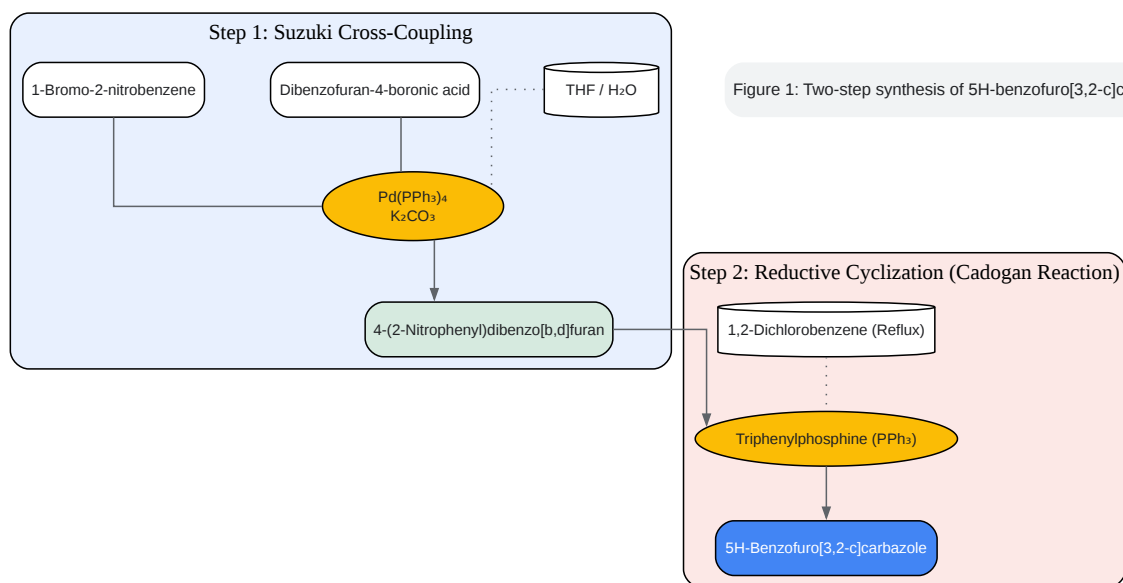 Step 1: Suzuki Cross-Coupling
1-Bromo-2-nitrobenzene
Dibenzofuran-4-boronic acid
THF / H₂O
Figure 1: Two-step synthesis of 5H-benzofuro[3,2-c]c
Pd(PPh₃)₄
K₂CO₃
4-(2-Nitrophenyl)dibenzo[b,d]furan
Step 2: Reductive Cyclization (Cadogan Reaction)
1,2-Dichlorobenzene (Reflux)
Triphenylphosphine (PPh₃)
5H-Benzofuro[3,2-c]carbazole